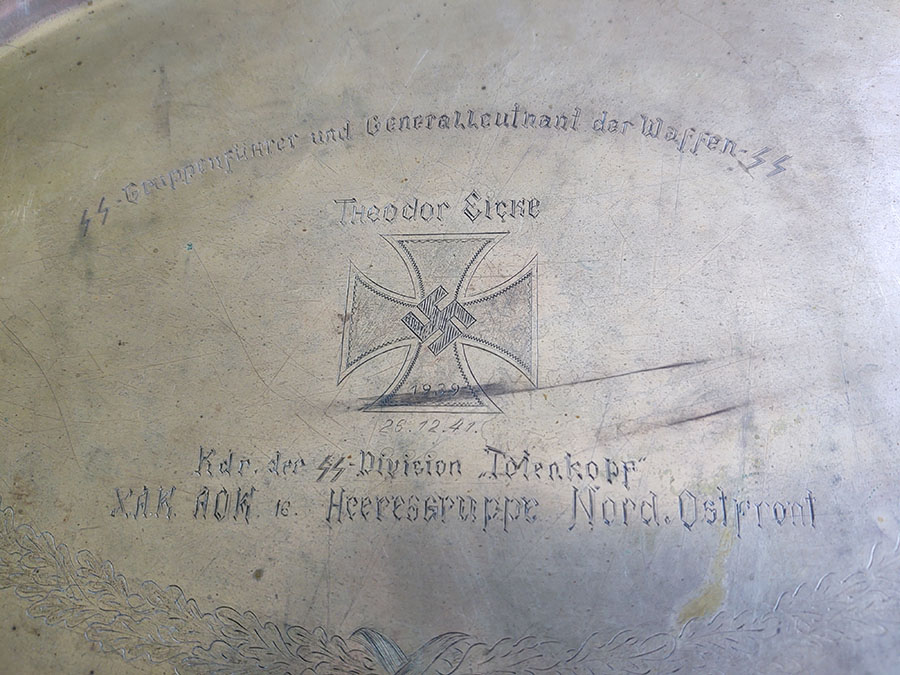 ᛋᛋ-Gruppenführer und Generalleutnant der Waffen-ᛋᛋ
Theodor Eicke
1939
26.12.41.
Kdr. der ᛋᛋ-Division „Totenkopf“
X.A.K. AOK 16. Heeresgruppe Nord. Ostfront